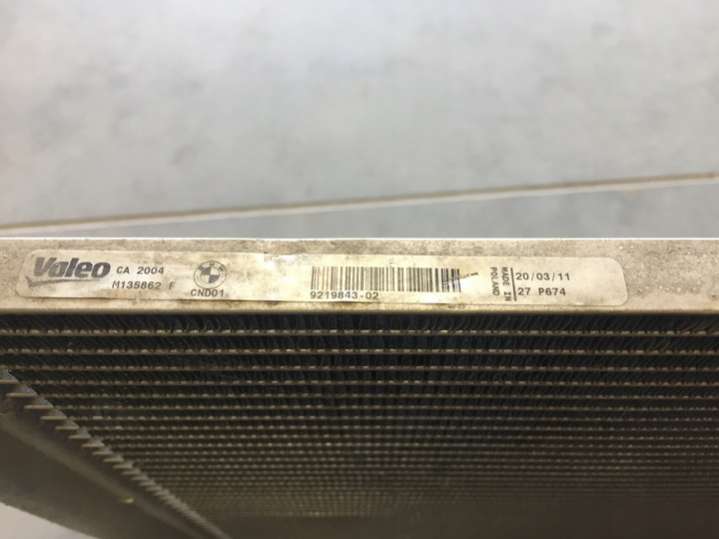 Valeo CA 2004
M135862 F
CND01
9219843-02
MADE IN
POLAND
20/03/11
27 P674